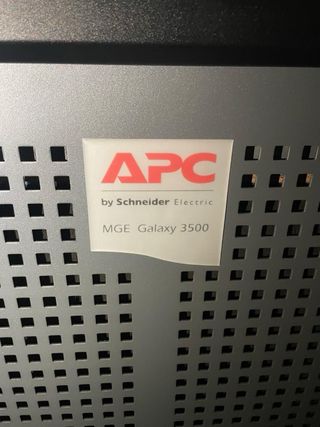 APC
by Schneider Electric
MGE Galaxy 3500